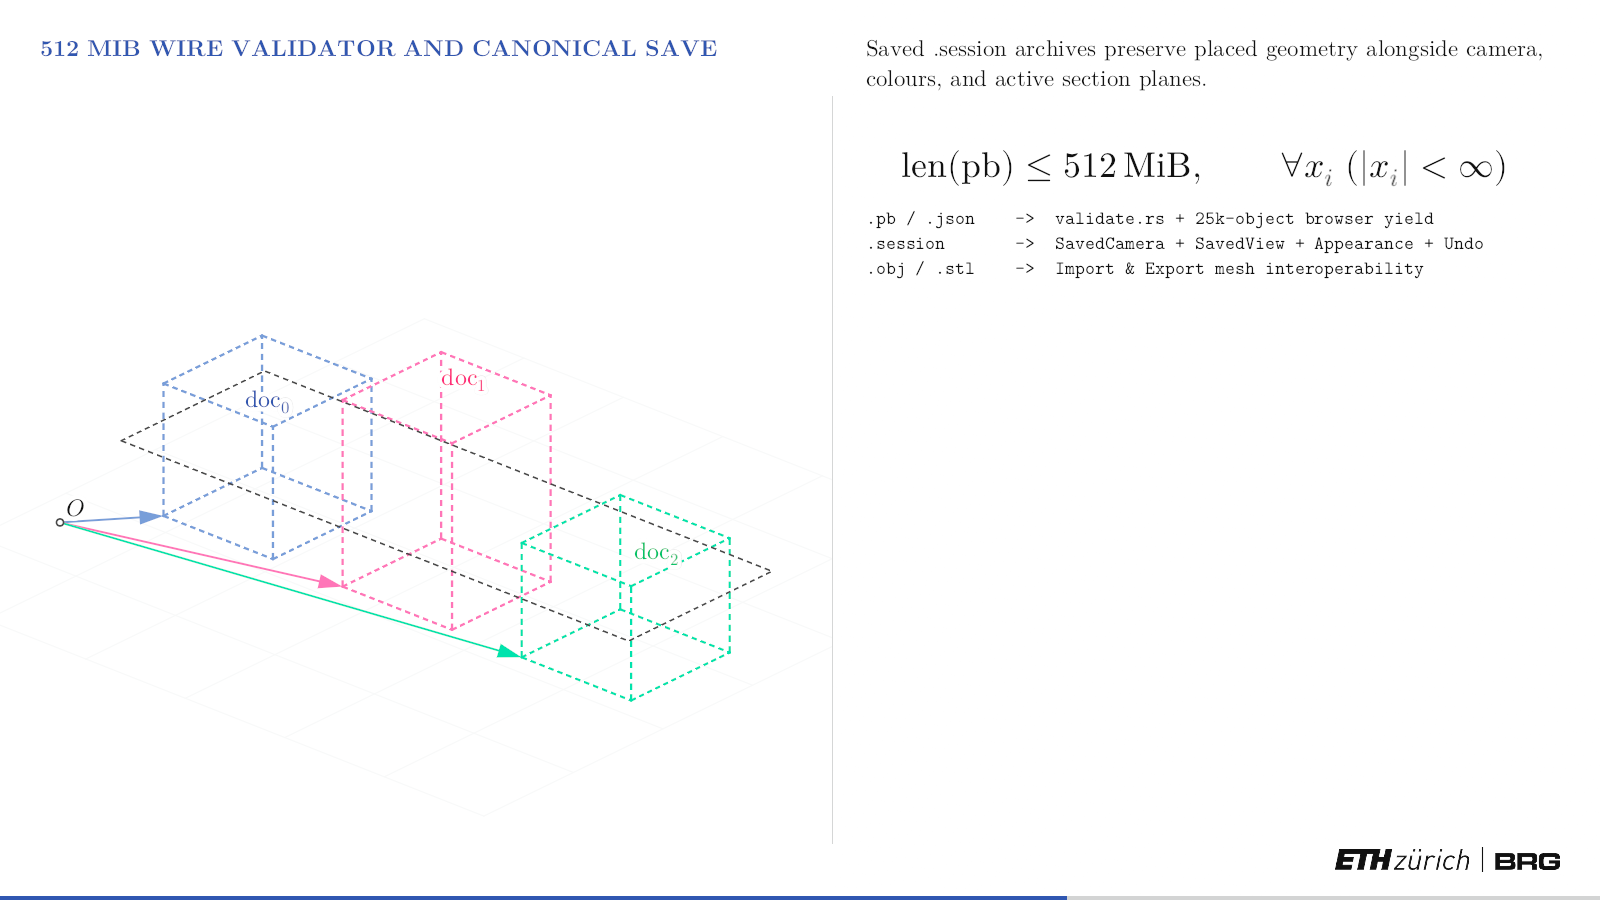 512 MIB WIRE VALIDATOR AND CANONICAL SAVE
Saved .session archives preserve placed geometry alongside camera,
colours, and active section planes.
len(pb) ≤ 512 MiB, ∀x_i (|x_i| < ∞)
.pb / .json -> validate.rs + 25k-object browser yield
.session -> SavedCamera + SavedView + Appearance + Undo
.obj / .stl -> Import & Export mesh interoperability
doc_1
doc_0
O
doc_2
ETH zürich | BRG